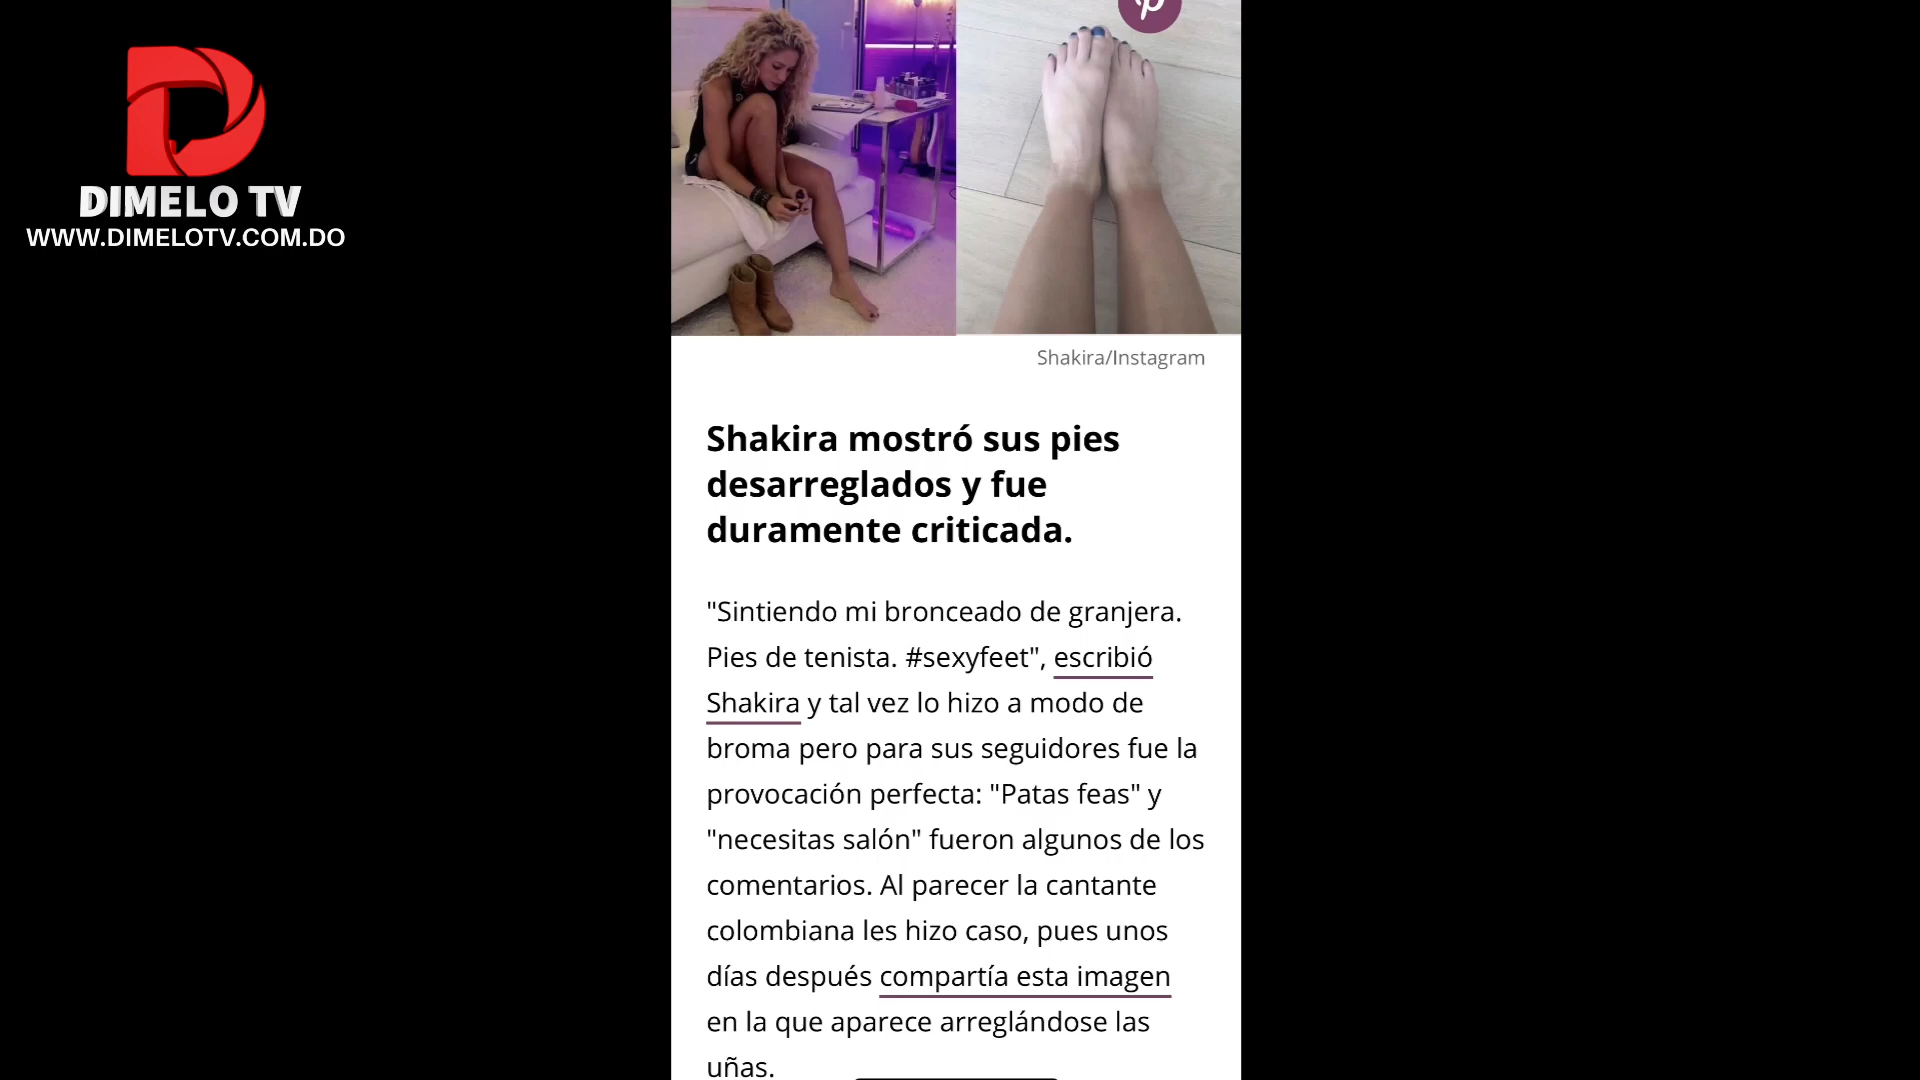 DIMELO TV
WWW.DIMELOTV.COM.DO
Shakira/Instagram
Shakira mostró sus pies
desarreglados y fue
duramente criticada.
"Sintiendo mi bronceado de granjera.
Pies de tenista. #sexyfeet", escribió
Shakira y tal vez lo hizo a modo de
broma pero para sus seguidores fue la
provocación perfecta: "Patas feas" y
"necesitas salón" fueron algunos de los
comentarios. Al parecer la cantante
colombiana les hizo caso, pues unos
días después compartía esta imagen
en la que aparece arreglándose las
uñas.